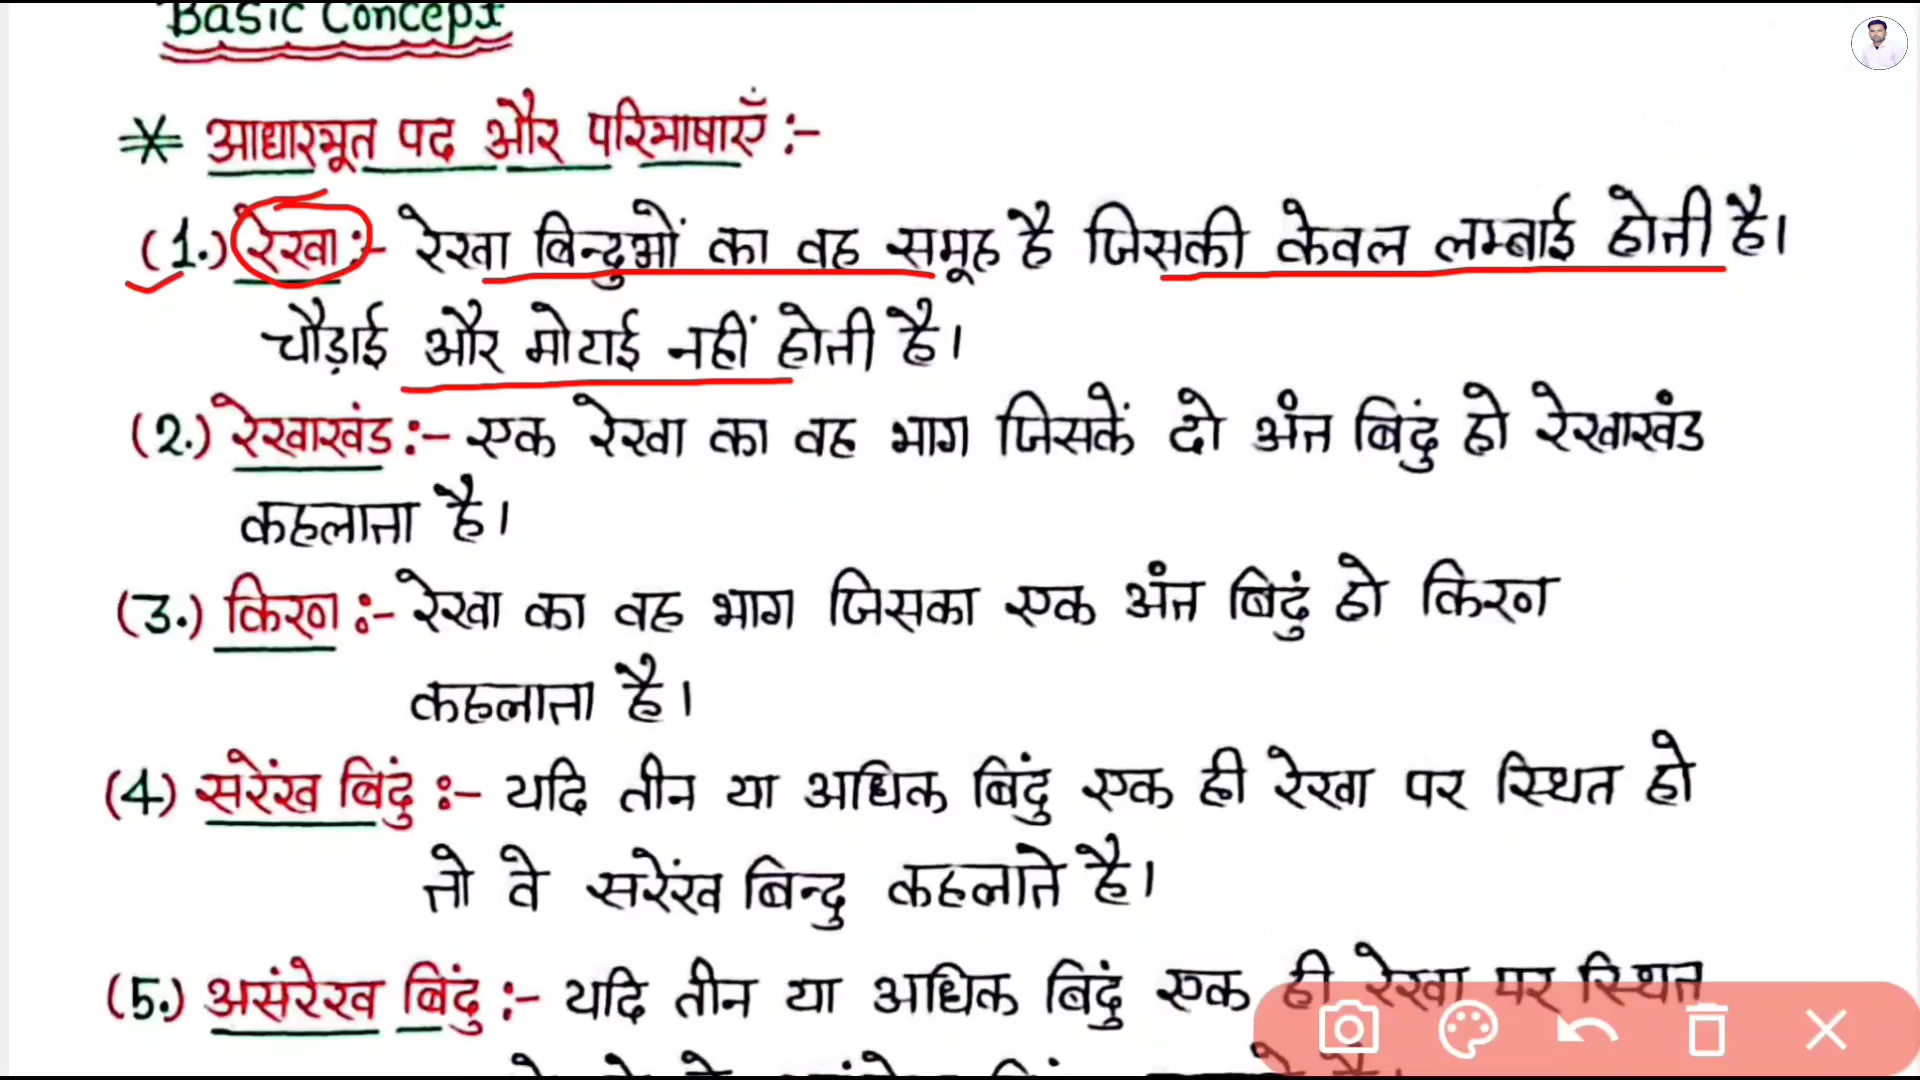 Basic Concept
* आधारभूत पद और परिभाषाएँ :-
(1.) रेखा :- रेखा बिन्दुओं का वह समूह है जिसकी केवल लम्बाई होती है।
चौड़ाई और मोटाई नहीं होती है।
(2.) रेखाखंड :- एक रेखा का वह भाग जिसकें दो अंत बिंदुं हो रेखाखंड
कहलाता है।
(3.) किरण :- रेखा का वह भाग जिसका एक अंत बिंदुं हो किरण
कहलाता है।
(4) सरेंख बिंदुं :- यदि तीन या अधिक बिंदुं एक ही रेखा पर स्थित हो
तो वे सरेंख बिन्दु कहलाते है।
(5.) असंरेख बिंदुं :- यदि तीन या अधिक बिंदुं एक ही रेखा पर स्थित